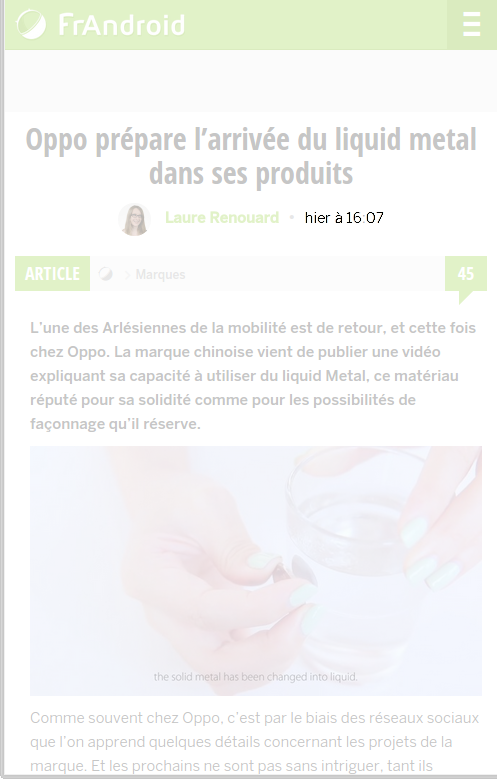 FrAndroid
Oppo prépare l’arrivée du liquid metal
dans ses produits
Laure Renouard • hier à 16:07
ARTICLE > Marques 45
L’une des Arlésiennes de la mobilité est de retour, et cette fois
chez Oppo. La marque chinoise vient de publier une vidéo
expliquant sa capacité à utiliser du liquid Metal, ce matériau
réputé pour sa solidité comme pour les possibilités de
façonnage qu’il réserve.
the solid metal has been changed into liquid.
Comme souvent chez Oppo, c’est par le biais des réseaux sociaux
que l’on apprend quelques détails concernant les projets de la
marque. Et les prochains ne sont pas sans intriguer, tant ils